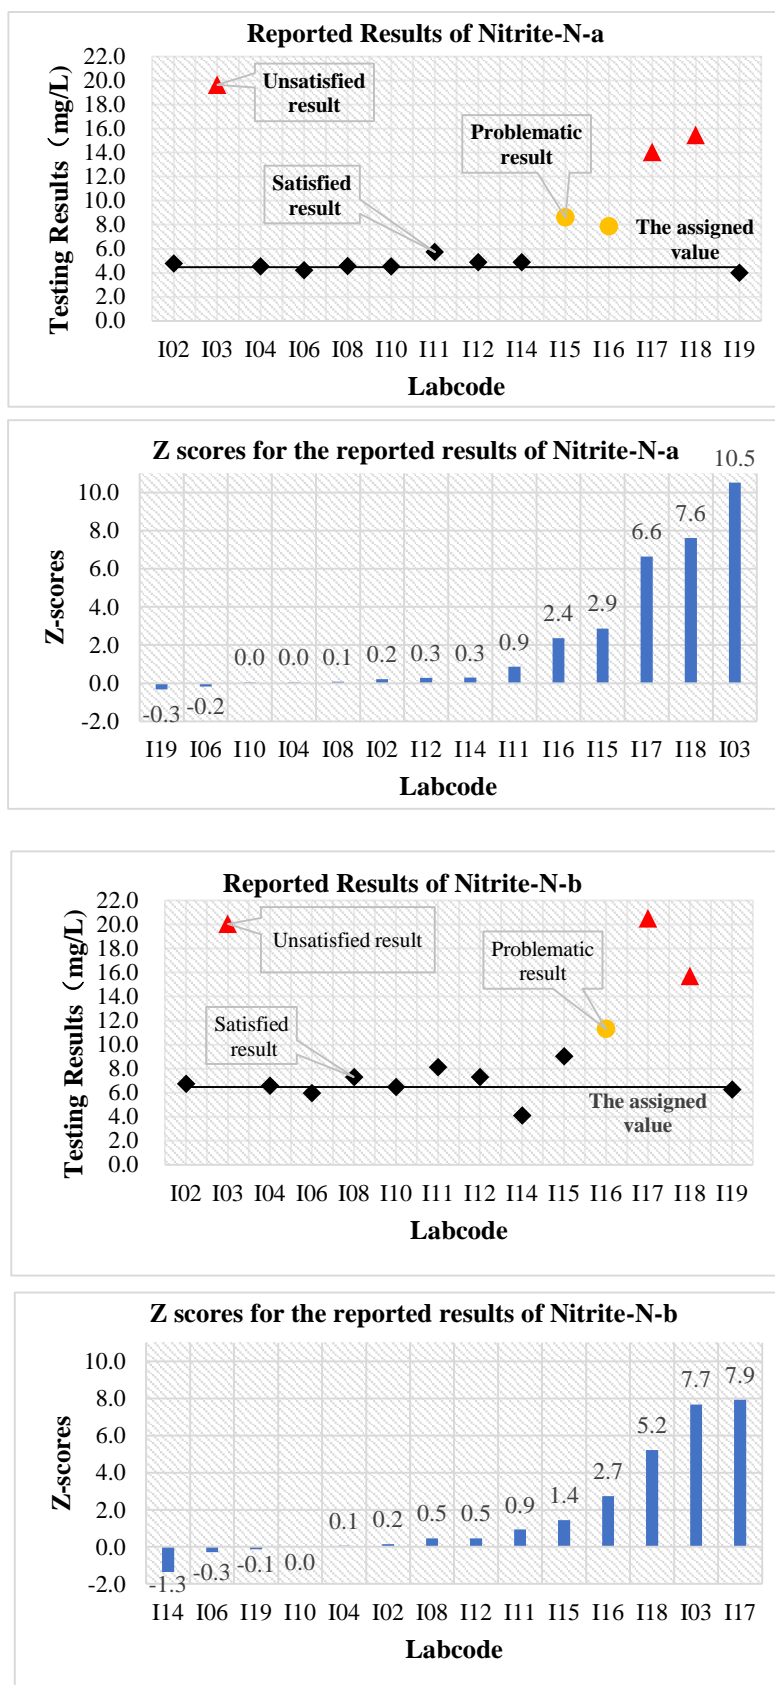 Reported Results of Nitrite-N-a
Testing Results（mg/L）
22.0
20.0
18.0
16.0
14.0
12.0
10.0
8.0
6.0
4.0
2.0
0.0
Unsatisfied
result
Problematic
result
Satisfied
result
The assigned
value
I02 I03 I04 I06 I08 I10 I11 I12 I14 I15 I16 I17 I18 I19
Labcode
Z scores for the reported results of Nitrite-N-a
Z-scores
10.0
8.0
6.0
4.0
2.0
0.0
-2.0
-0.3 -0.2 0.0 0.0 0.1 0.2 0.3 0.3 0.9 2.4 2.9 6.6 7.6 10.5
I19 I06 I10 I04 I08 I02 I12 I14 I11 I16 I15 I17 I18 I03
Labcode
Reported Results of Nitrite-N-b
Testing Results（mg/L)
22.0
20.0
18.0
16.0
14.0
12.0
10.0
8.0
6.0
4.0
2.0
0.0
Unsatisfied result
Problematic
result
Satisfied
result
The assigned
value
I02 I03 I04 I06 I08 I10 I11 I12 I14 I15 I16 I17 I18 I19
Labcode
Z scores for the reported results of Nitrite-N-b
Z-scores
10.0
8.0
6.0
4.0
2.0
0.0
-2.0
-1.3 -0.3 -0.1 0.0 0.1 0.2 0.5 0.5 0.9 1.4 2.7 5.2 7.7 7.9
I14 I06 I19 I10 I04 I02 I08 I12 I11 I15 I16 I18 I03 I17
Labcode